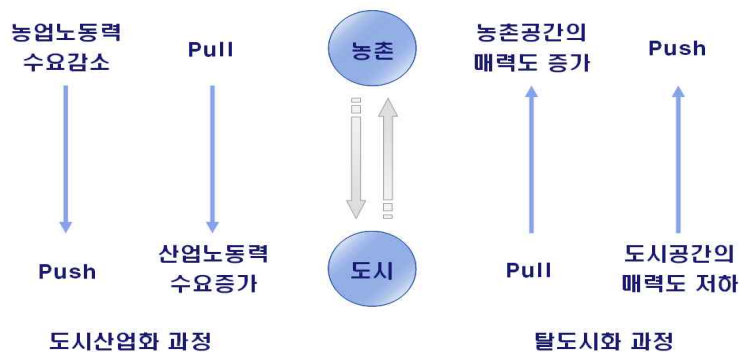 농업노동력
수요감소
Pull
농촌
농촌공간의
매력도 증가
Push
Push
산업노동력
수요증가
도시
Pull
도시공간의
매력도 저하
도시산업화 과정
탈도시화 과정